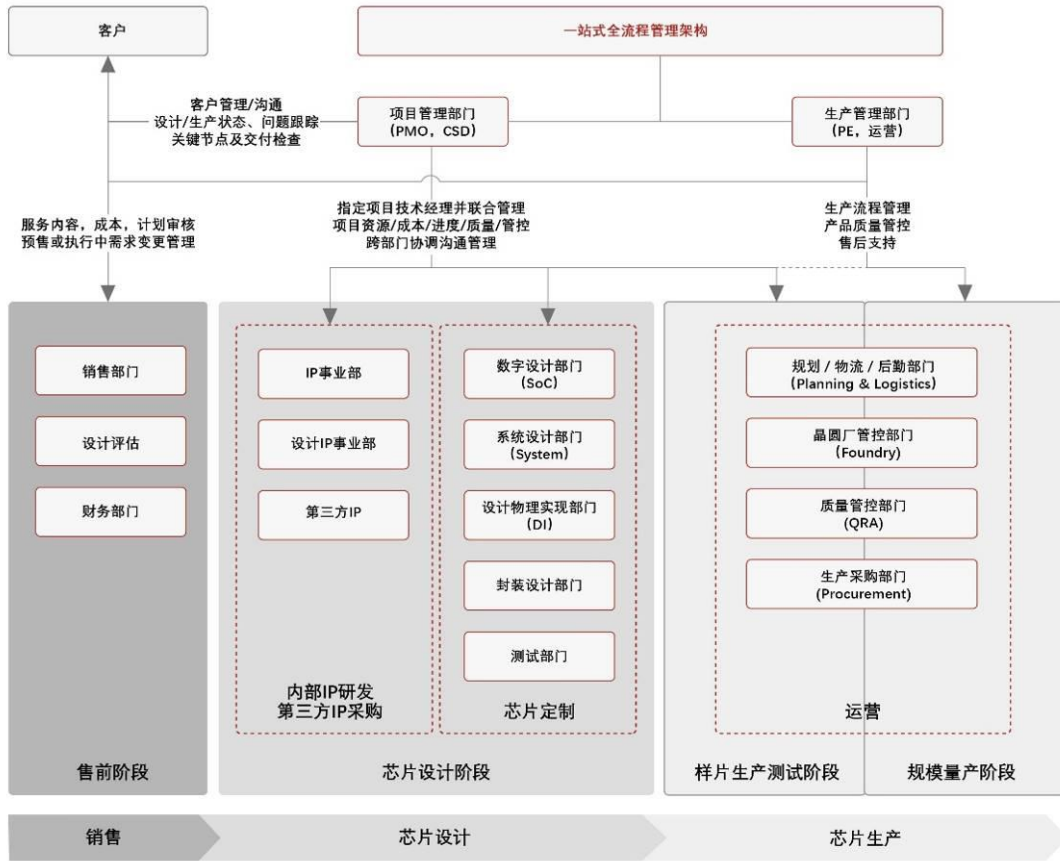 客户
一站式全流程管理架构
客户管理/沟通
设计/生产状态、问题跟踪
关键节点及交付检查
项目管理部门
(PMO，CSD)
生产管理部门
(PE，运营)
服务内容，成本，计划审核
预售或执行中需求变更管理
指定项目技术经理并联合管理
项目资源/成本/进度/质量/管控
跨部门协调沟通管理
生产流程管理
产品质量管控
售后支持
销售部门
设计评估
财务部门
售前阶段
IP事业部
设计IP事业部
第三方IP
内部IP研发
第三方IP采购
数字设计部门
(SoC)
系统设计部门
(System)
设计物理实现部门
(DI)
封装设计部门
测试部门
芯片定制
芯片设计阶段
规划 / 物流 / 后勤部门
(Planning & Logistics)
晶圆厂管控部门
(Foundry)
质量管控部门
(QRA)
生产采购部门
(Procurement)
运营
样片生产测试阶段
规模量产阶段
销售
芯片设计
芯片生产